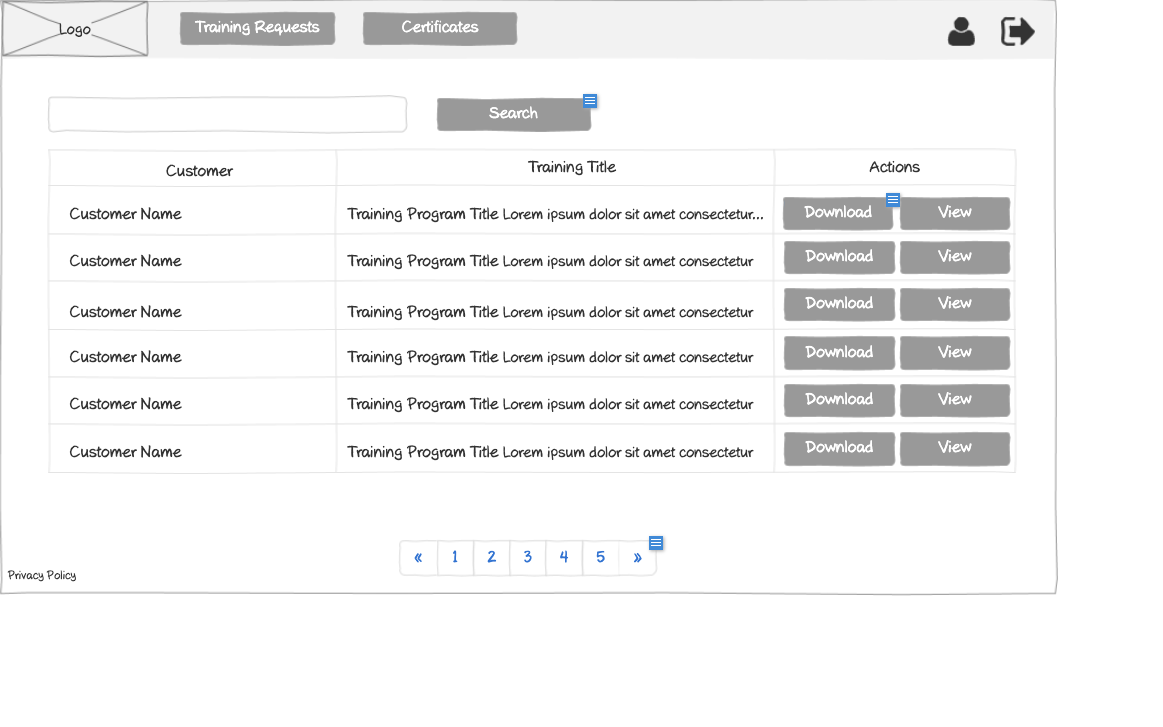 Logo Training Requests Certificates
Search
Customer Training Title Actions
Customer Name Training Program Title Lorem ipsum dolor sit amet consectetur... Download View
Customer Name Training Program Title Lorem ipsum dolor sit amet consectetur Download View
Customer Name Training Program Title Lorem ipsum dolor sit amet consectetur Download View
Customer Name Training Program Title Lorem ipsum dolor sit amet consectetur Download View
Customer Name Training Program Title Lorem ipsum dolor sit amet consectetur Download View
Customer Name Training Program Title Lorem ipsum dolor sit amet consectetur Download View
« 1 2 3 4 5 »
Privacy Policy